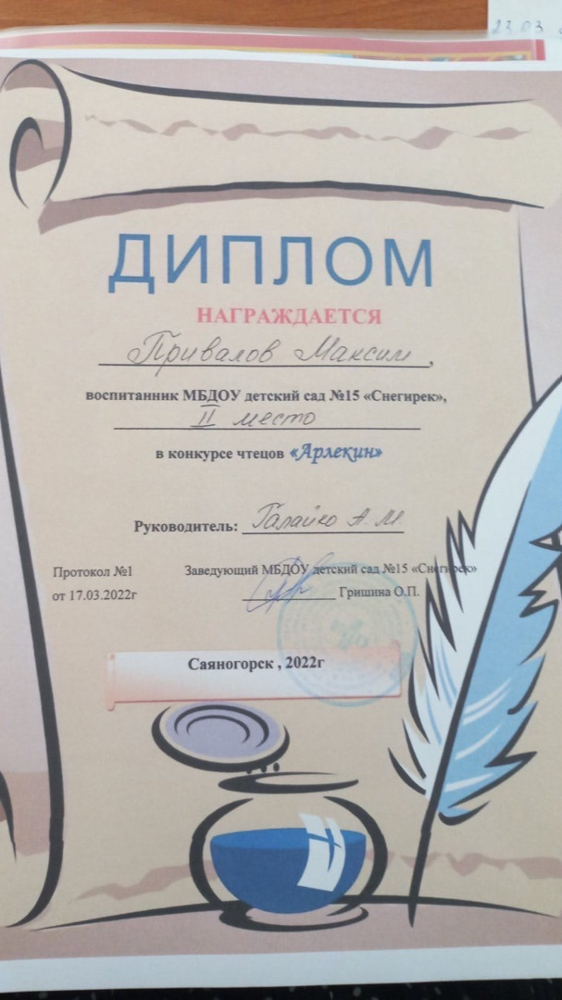 23.03
ДИПЛОМ
НАГРАЖДАЕТСЯ
Привалов Максим,
воспитанник МБДОУ детский сад №15 «Снегирек»,
II место
в конкурсе чтецов «Арлекин»
Руководитель: Галайко А. М.
Протокол №1 Заведующий МБДОУ детский сад №15 «Снегирек»
от 17.03.2022г Гришина О.П.
Саяногорск , 2022г